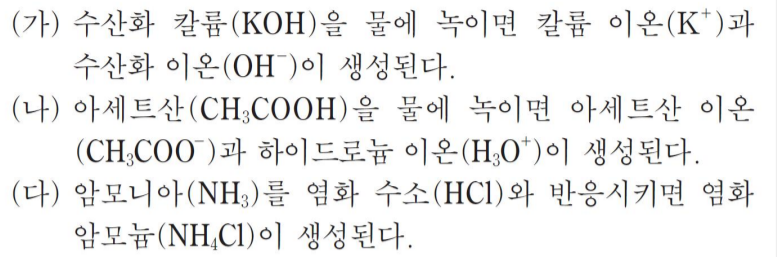 (가) 수산화 칼륨(KOH)을 물에 녹이면 칼륨 이온(K⁺)과
수산화 이온(OH⁻)이 생성된다.
(나) 아세트산(CH₃COOH)을 물에 녹이면 아세트산 이온
(CH₃COO⁻)과 하이드로늄 이온(H₃O⁺)이 생성된다.
(다) 암모니아(NH₃)를 염화 수소(HCl)와 반응시키면 염화
암모늄(NH₄Cl)이 생성된다.